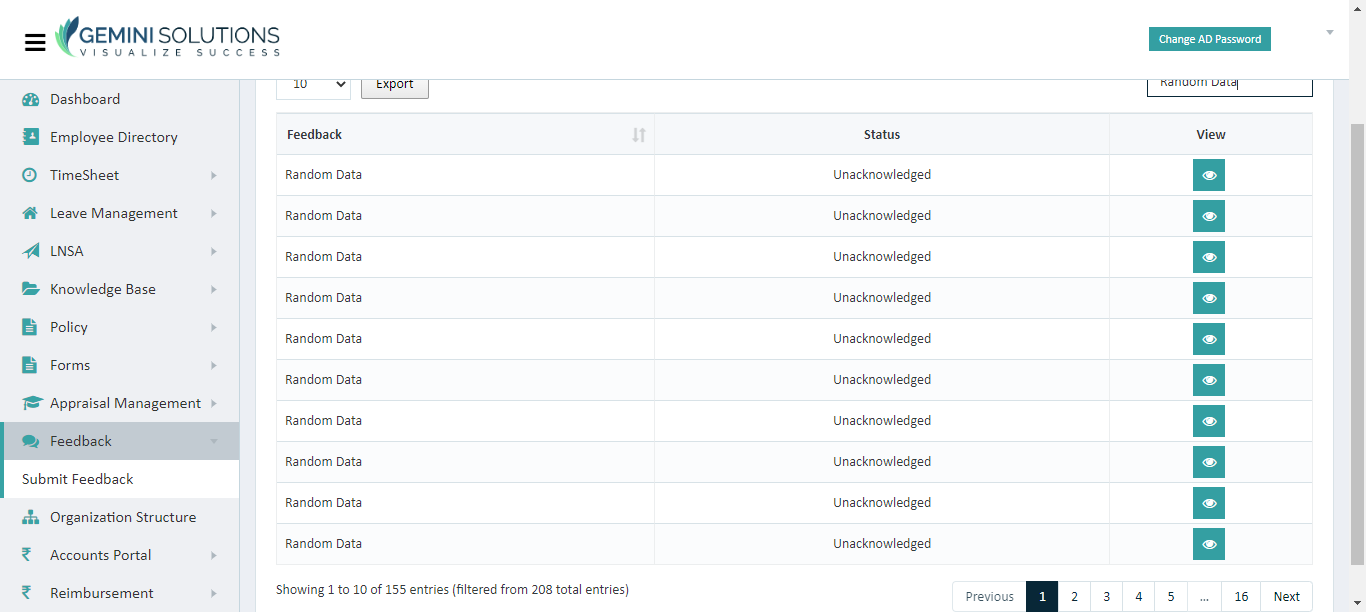 GEMINI SOLUTIONS
VISUALIZE SUCCESS
Change AD Password
10
Export
Random Data
Dashboard
Employee Directory
TimeSheet
Leave Management
LNSA
Knowledge Base
Policy
Forms
Appraisal Management
Feedback
Submit Feedback
Organization Structure
₹ Accounts Portal
₹ Reimbursement
Feedback Status View
Random Data Unacknowledged
Random Data Unacknowledged
Random Data Unacknowledged
Random Data Unacknowledged
Random Data Unacknowledged
Random Data Unacknowledged
Random Data Unacknowledged
Random Data Unacknowledged
Random Data Unacknowledged
Random Data Unacknowledged
Showing 1 to 10 of 155 entries (filtered from 208 total entries)
Previous 1 2 3 4 5 ... 16 Next